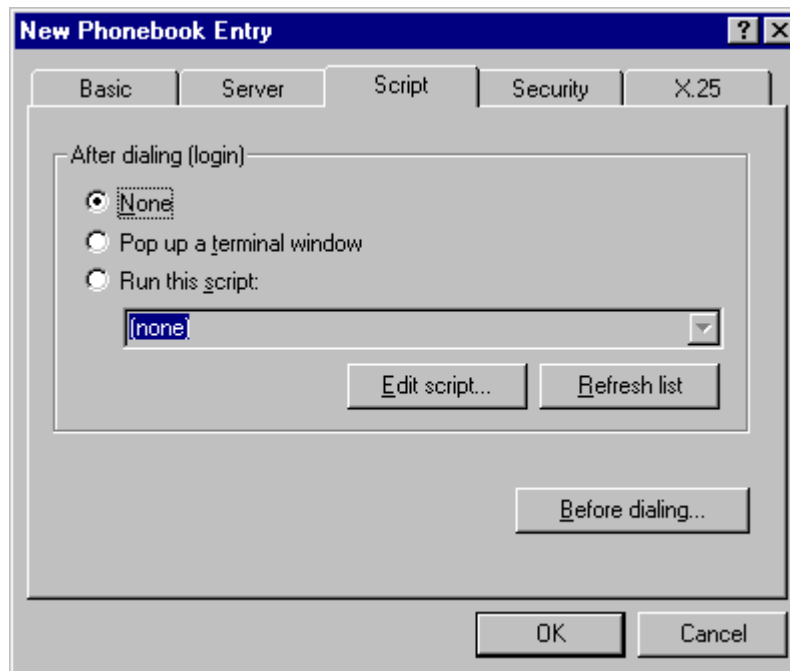 New Phonebook Entry
Basic Server Script Security X.25
After dialing (login)
None
Pop up a terminal window
Run this script:
(none)
Edit script... Refresh list
Before dialing...
OK Cancel